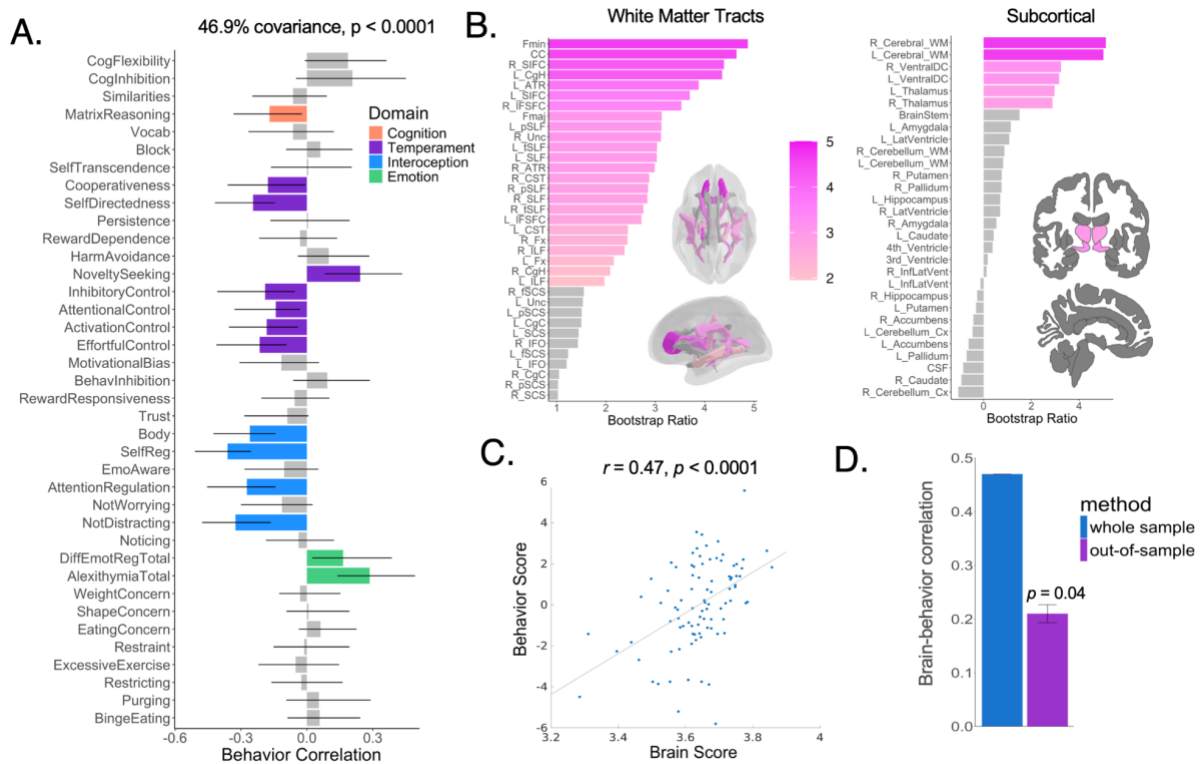 A.
46.9% covariance, p < 0.0001
CogFlexibility
CogInhibition
Similarities
MatrixReasoning
Vocab
Block
SelfTranscendence
Cooperativeness
SelfDirectedness
Persistence
RewardDependence
HarmAvoidance
NoveltySeeking
InhibitoryControl
AttentionalControl
ActivationControl
EffortfulControl
MotivationalBias
BehavInhibition
RewardResponsiveness
Trust
Body
SelfReg
EmoAware
AttentionRegulation
NotWorrying
NotDistracting
Noticing
DiffEmotRegTotal
AlexithymiaTotal
WeightConcern
ShapeConcern
EatingConcern
Restraint
ExcessiveExercise
Restricting
Purging
BingeEating
-0.6 -0.3 0.0 0.3
Behavior Correlation
Domain
Cognition
Temperament
Interoception
Emotion
B.
White Matter Tracts
Fmin
CC
R_SIFC
L_CgH
L_ATR
L_SIFC
R_IFSFC
Fmaj
L_pSLF
R_Unc
L_tSLF
L_SLF
R_ATR
R_CST
R_pSLF
R_SLF
R_tSLF
L_IFSFC
L_CST
R_Fx
R_ILF
L_Fx
R_CgH
L_ILF
R_fSCS
L_Unc
L_pSCS
L_CgC
L_SCS
R_IFO
L_fSCS
L_IFO
R_CgC
R_pSCS
R_SCS
1 2 3 4 5
Bootstrap Ratio
5
4
3
2
Subcortical
R_Cerebral_WM
L_Cerebral_WM
R_VentralDC
L_VentralDC
L_Thalamus
R_Thalamus
BrainStem
L_Amygdala
L_LatVentricle
R_Cerebellum_WM
L_Cerebellum_WM
R_Putamen
R_Pallidum
L_Hippocampus
R_LatVentricle
R_Amygdala
L_Caudate
4th_Ventricle
3rd_Ventricle
R_InfLatVent
L_InfLatVent
R_Hippocampus
L_Putamen
R_Accumbens
L_Cerebellum_Cx
L_Accumbens
L_Pallidum
CSF
R_Caudate
R_Cerebellum_Cx
0 2 4
Bootstrap Ratio
C.
r = 0.47, p < 0.0001
6
4
2
0
-2
-4
-6
Behavior Score
3.2 3.4 3.6 3.8 4
Brain Score
D.
0.5
0.4
0.3
0.2
0.1
0.0
Brain-behavior correlation
p = 0.04
method
whole sample
out-of-sample